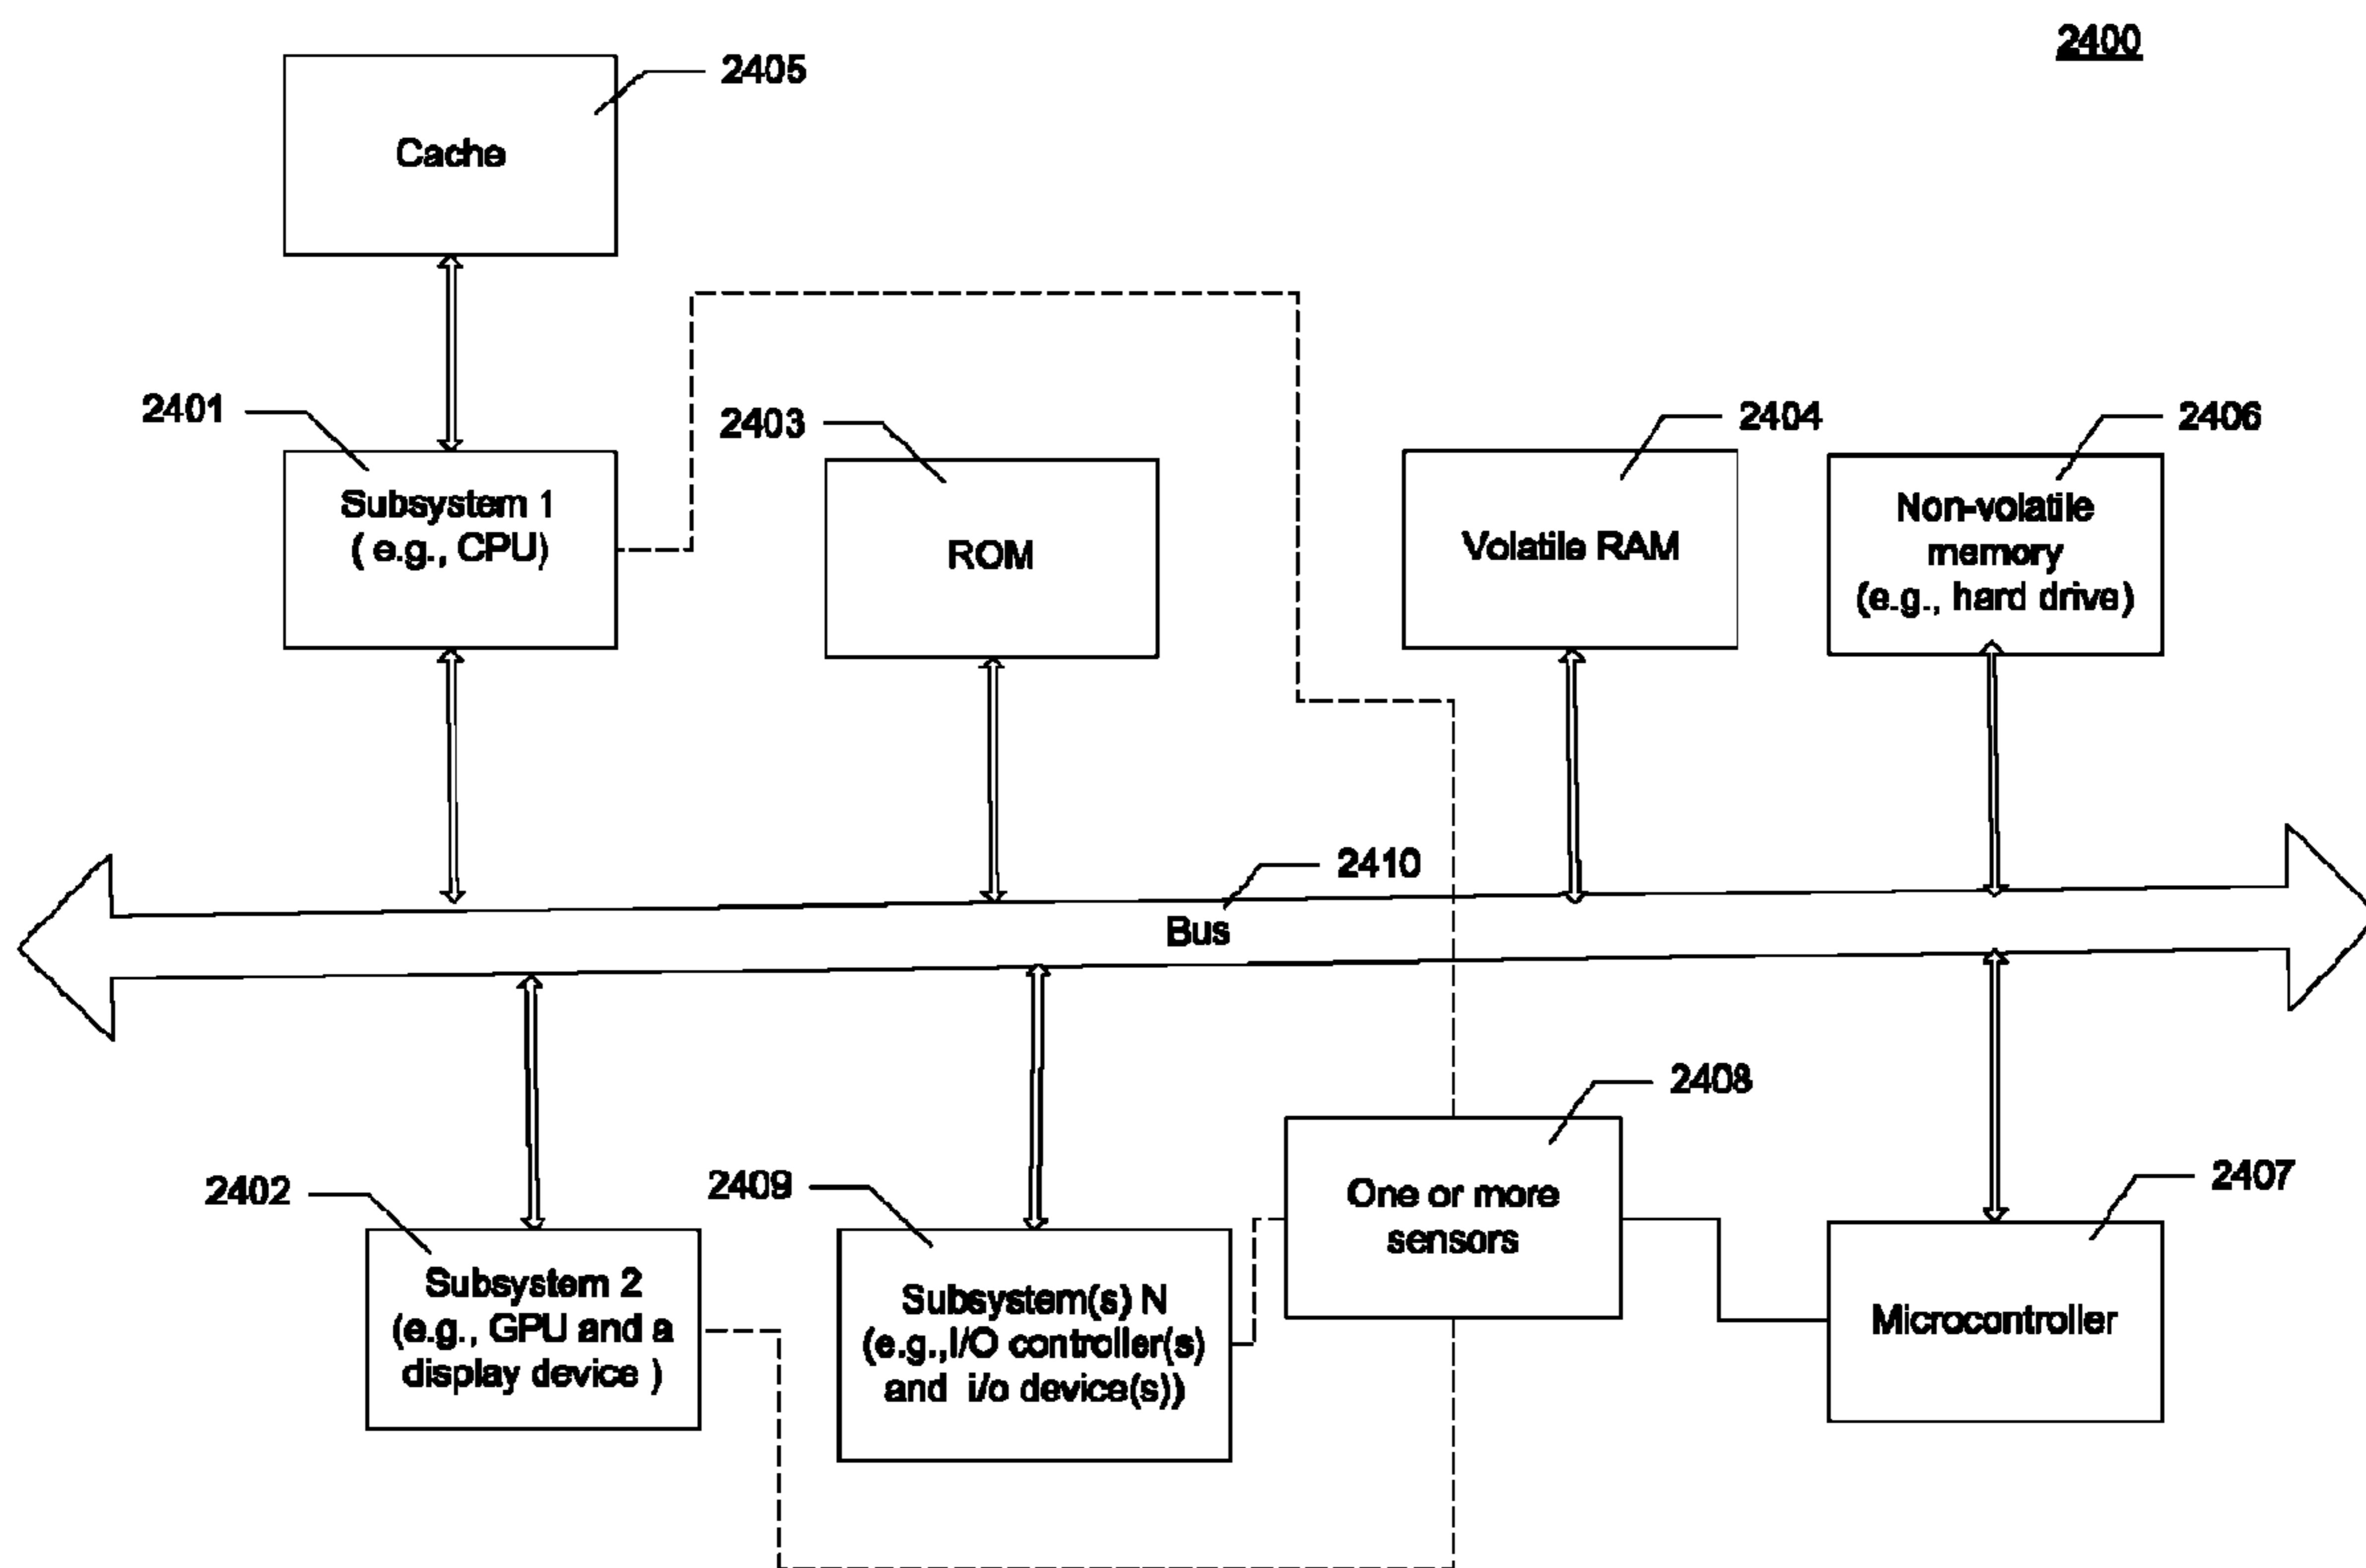 2400
2405
Cache
2401
2403
2404
2406
Subsystem 1
( e.g., CPU)
ROM
Volatile RAM
Non-volatile
memory
(e.g., hard drive)
2410
Bus
2408
2402
2409
2407
One or more
sensors
Subsystem 2
(e.g., GPU and a
display device )
Subsystem(s) N
(e.g.,I/O controller(s)
and i/o device(s))
Microcontroller